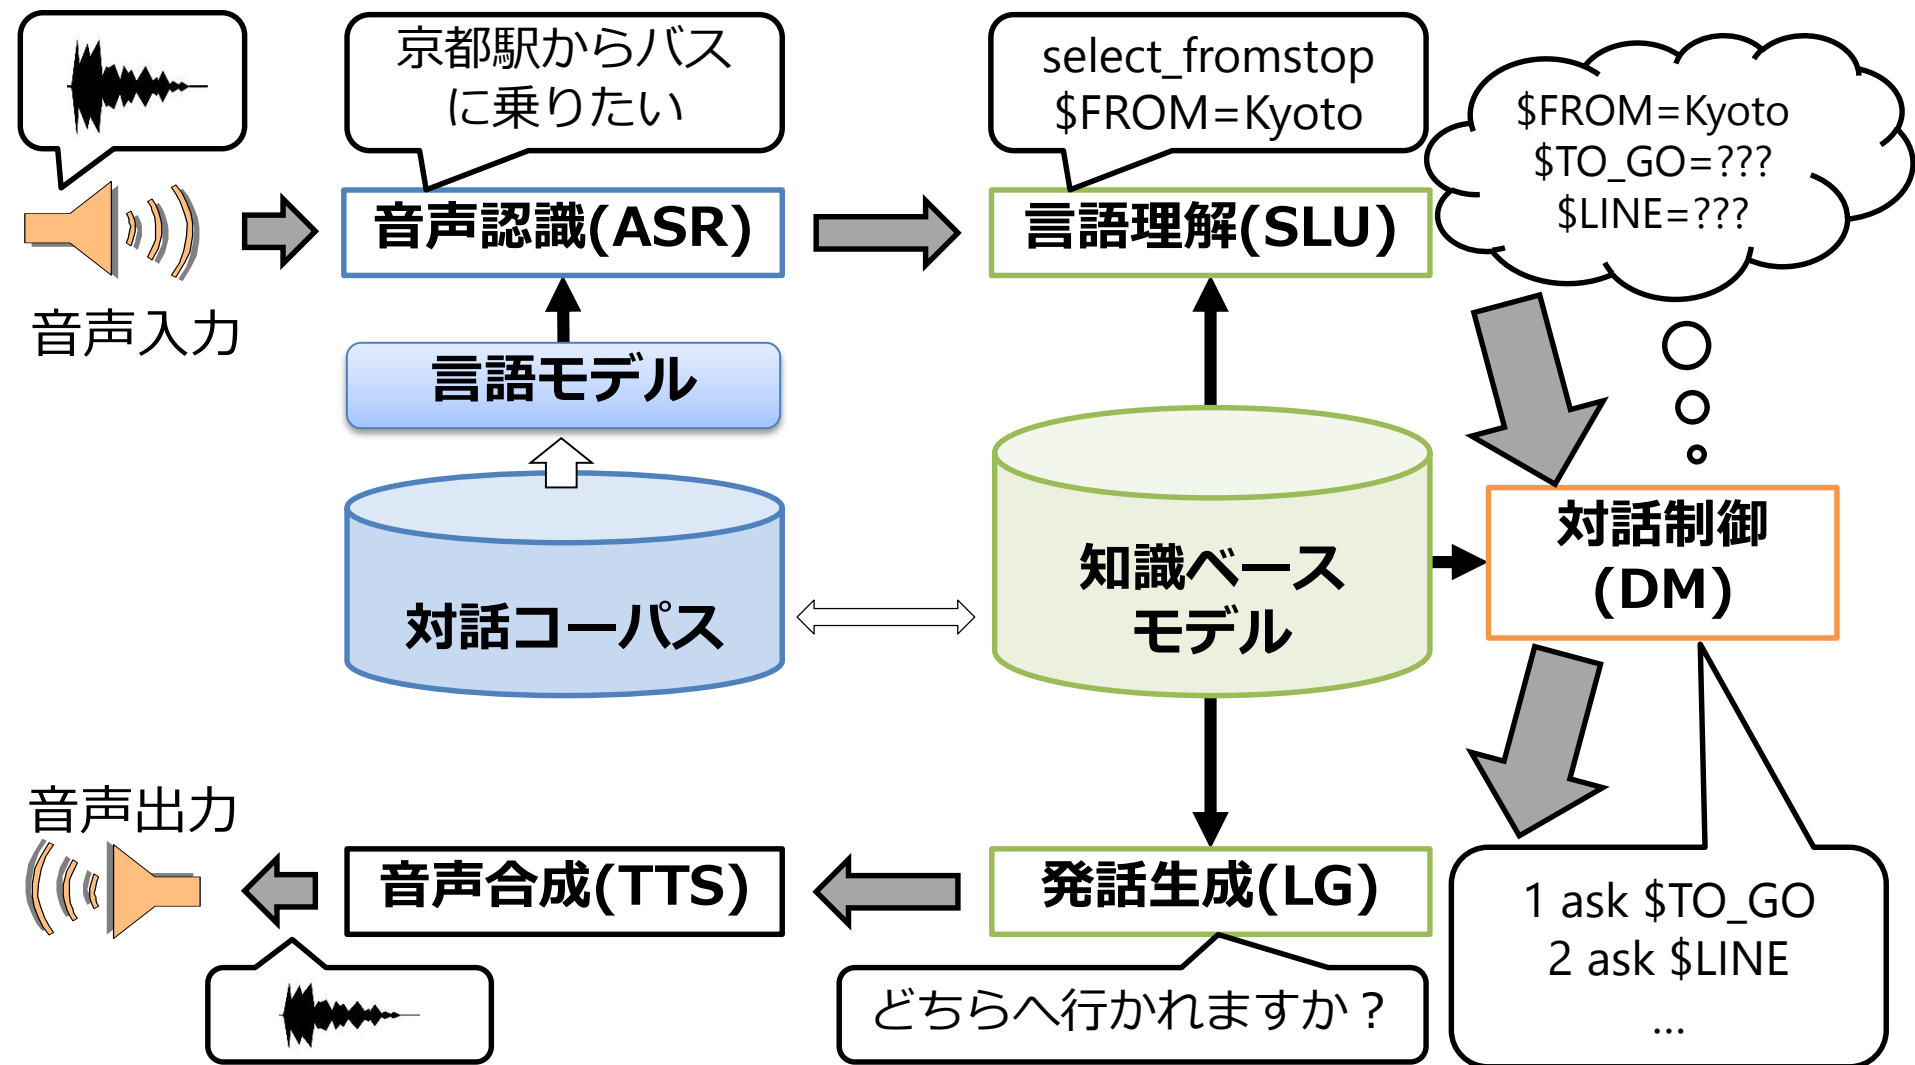 京都駅からバス
に乗りたい
select_fromstop
$FROM=Kyoto
$FROM=Kyoto
$TO_GO=???
$LINE=???
音声認識(ASR)
言語理解(SLU)
音声入力
言語モデル
対話コーパス
知識ベース
モデル
対話制御
(DM)
音声出力
音声合成(TTS)
発話生成(LG)
1 ask $TO_GO
2 ask $LINE
...
どちらへ行かれますか？